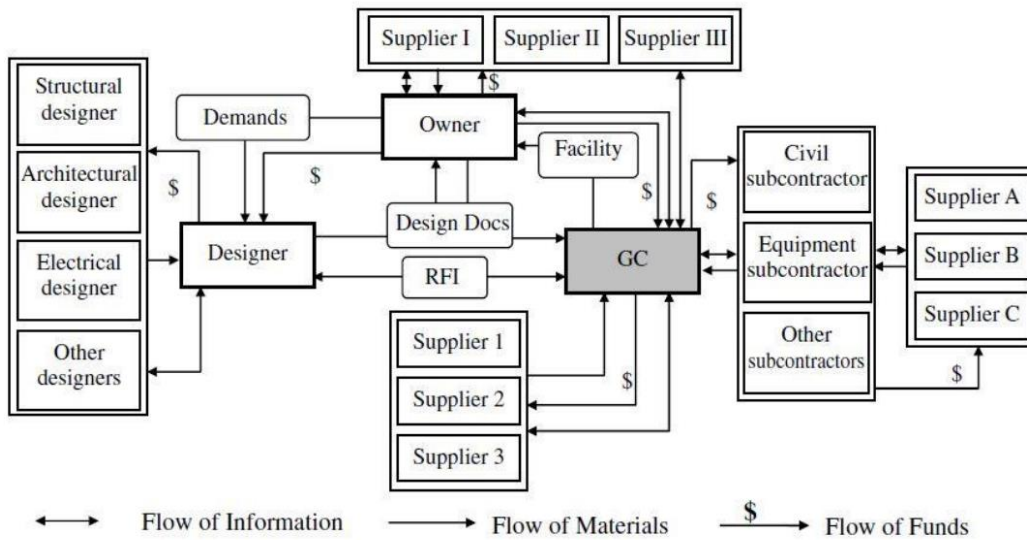 Supplier I
Supplier II
Supplier III
$
Structural
designer
Architectural
designer
Electrical
designer
Other
designers
$
Demands
Owner
Facility
$
$
$
Designer
Design Docs
RFI
GC
Civil
subcontractor
Equipment
subcontractor
Other
subcontractors
Supplier A
Supplier B
Supplier C
$
Supplier 1
Supplier 2
Supplier 3
$
Flow of Information
Flow of Materials
$
Flow of Funds